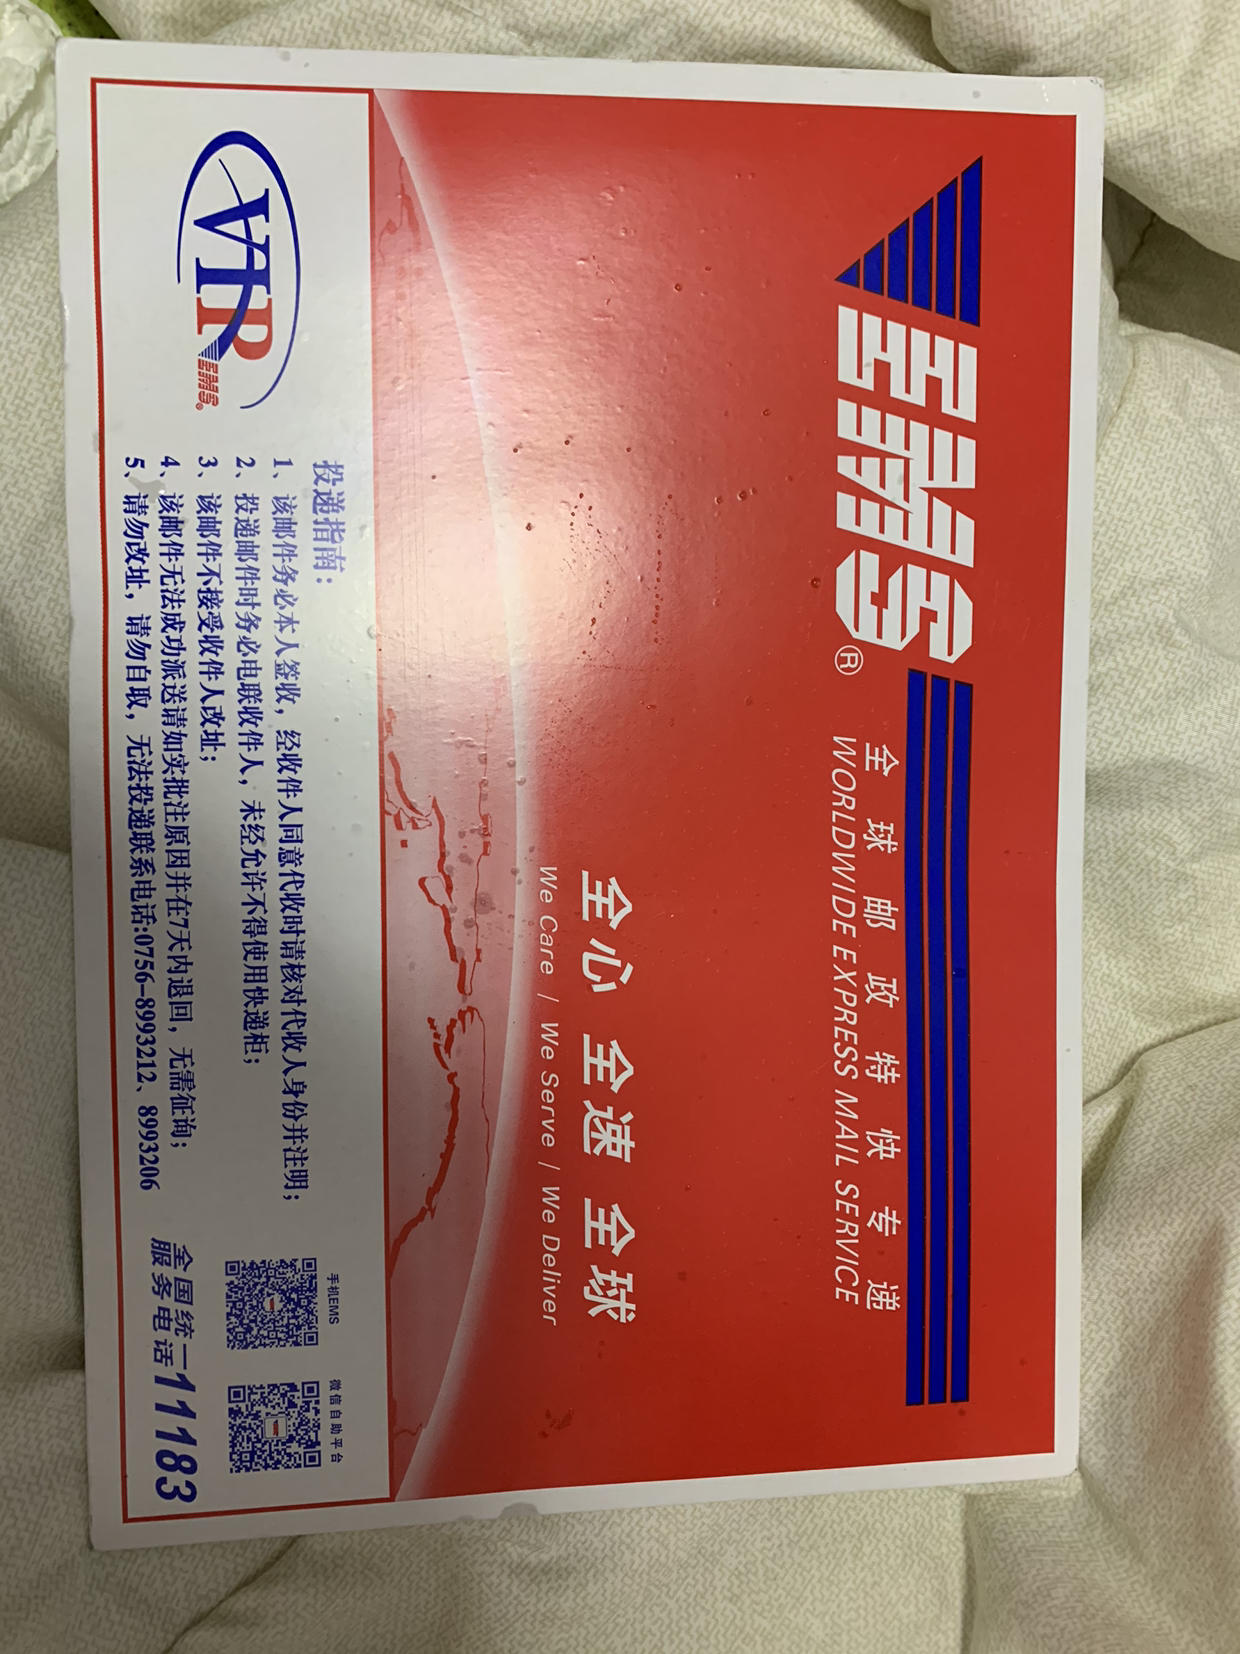 EMS®
全球邮政特快专递
WORLDWIDE EXPRESS MAIL SERVICE
全心 全速 全球
We Care / We Serve / We Deliver
VIP
EMS®
投递指南：
1、该邮件务必本人签收，经收件人同意代收时请核对代收人身份并注明；
2、投递邮件时务必电联收件人，未经允许不得使用快递柜；
3、该邮件不接受收件人改址；
4、该邮件无法成功派送请如实批注原因并在7天内退回，无需征询；
5、请勿改址，请勿自取，无法投递联系电话:0756-8993212、8993206
手机EMS
微信自助平台
全国统一
服务电话11183